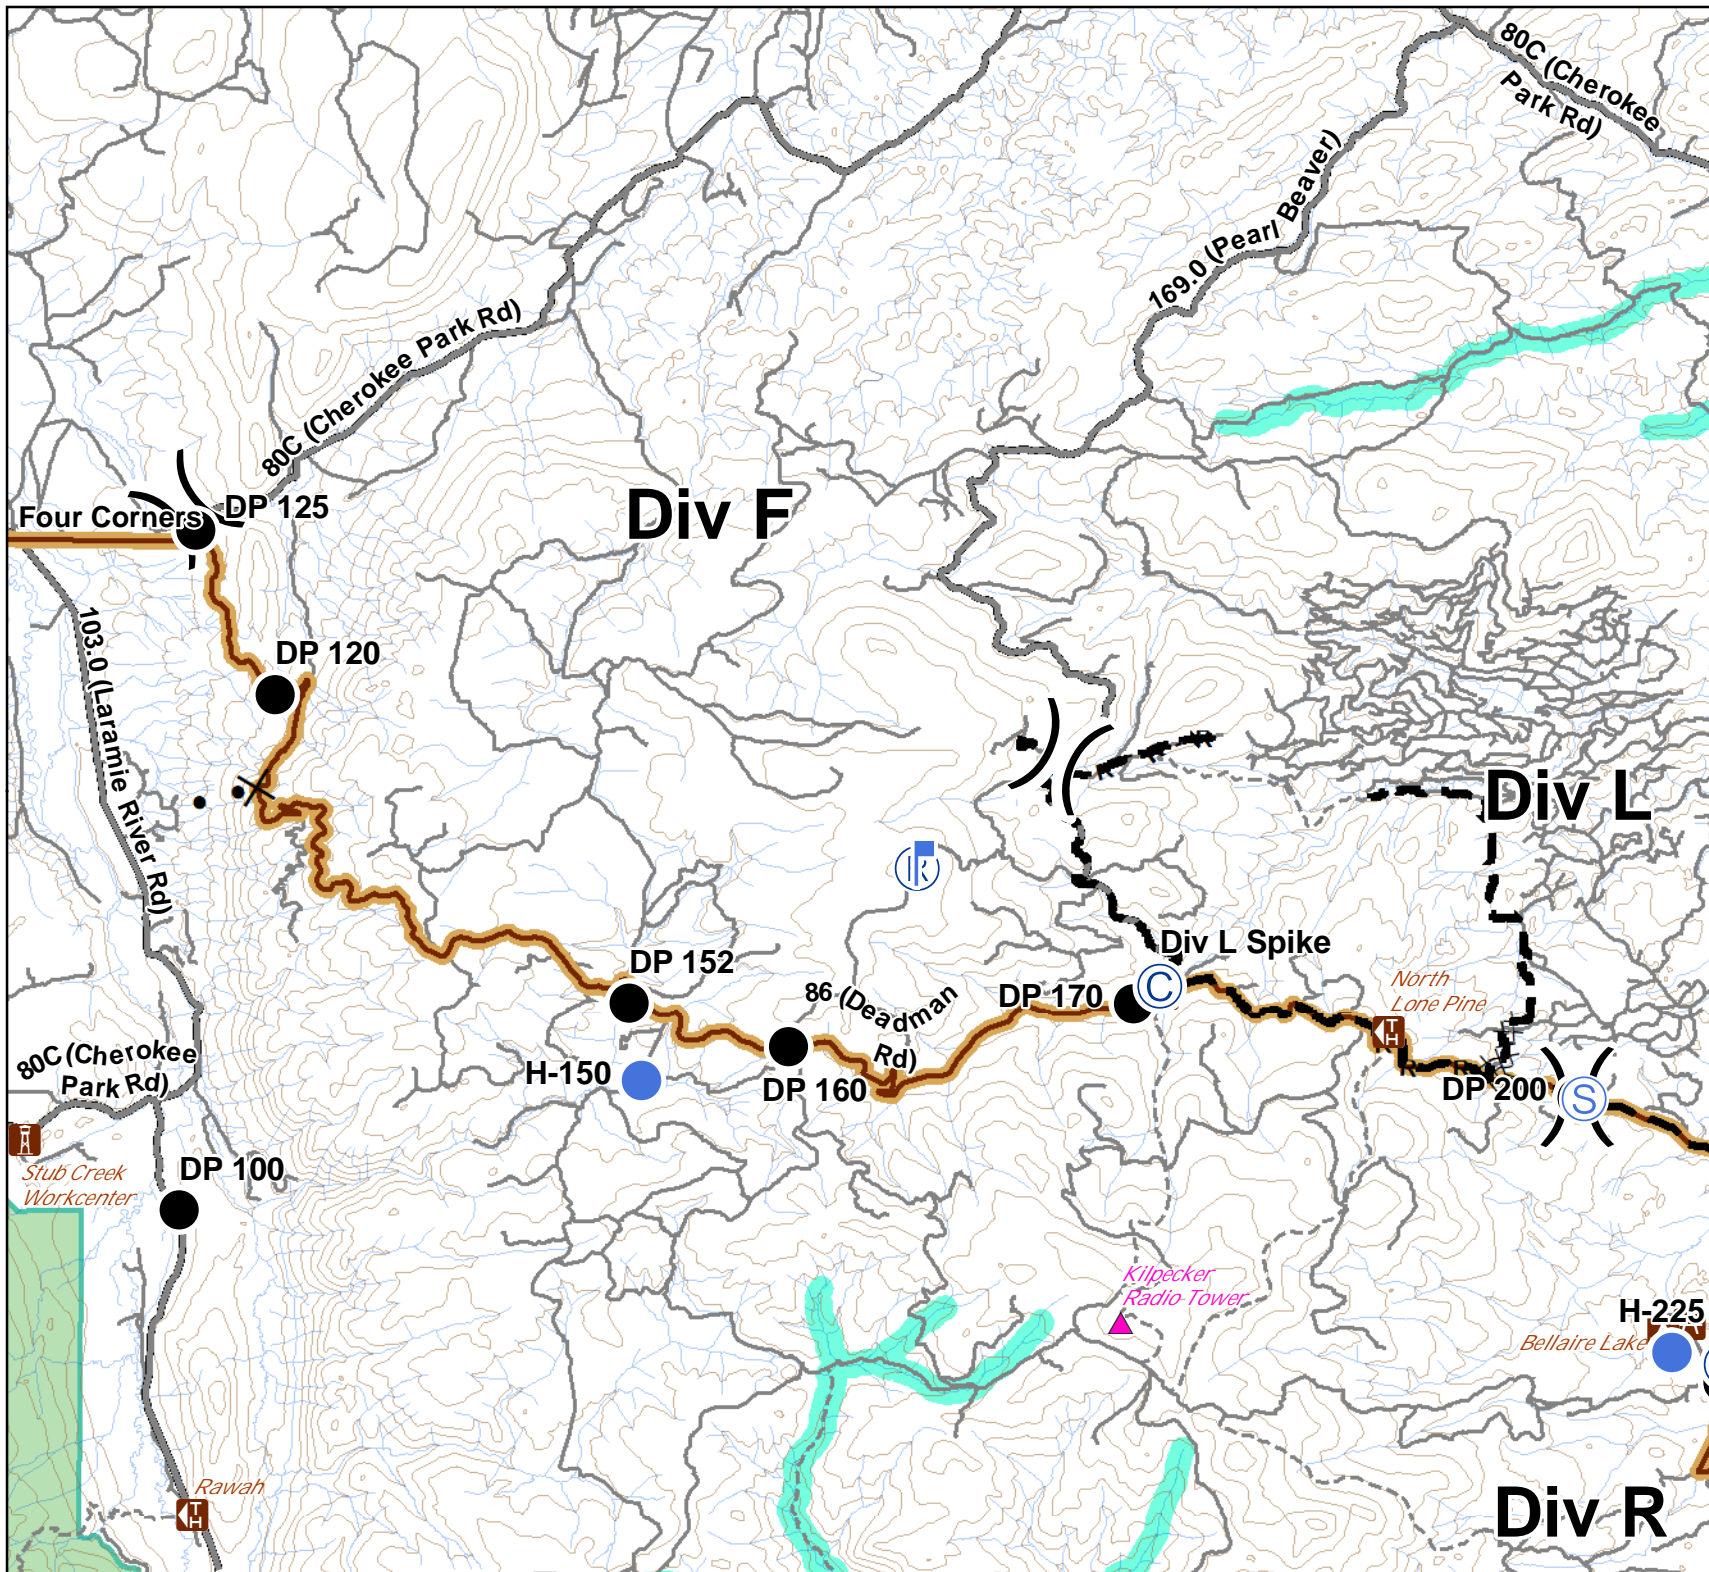 80C (Cherokee
Park Rd)
169.0 (Pearl Beaver)
80C (Cherokee Park Rd)
DP 125
Four Corners
Div F
DP 120
103.0 (Laramie River Rd)
Div L
R
R
R
Div L Spike
DP 152
North
Lone Pine
86 (Deadman
Rd)
DP 170
C
TH
80C (Cherokee
Park Rd)
H-150
DP 160
R
R
DP 200
S
Stub Creek
Workcenter
DP 100
Kilpecker
Radio Tower
H-225
Bellaire Lake
Rawah
TH
Div R